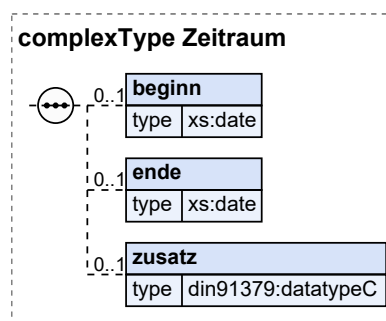 complexType Zeitraum
0..1 beginn
type xs:date
0..1 ende
type xs:date
0..1 zusatz
type din91379:datatypeC